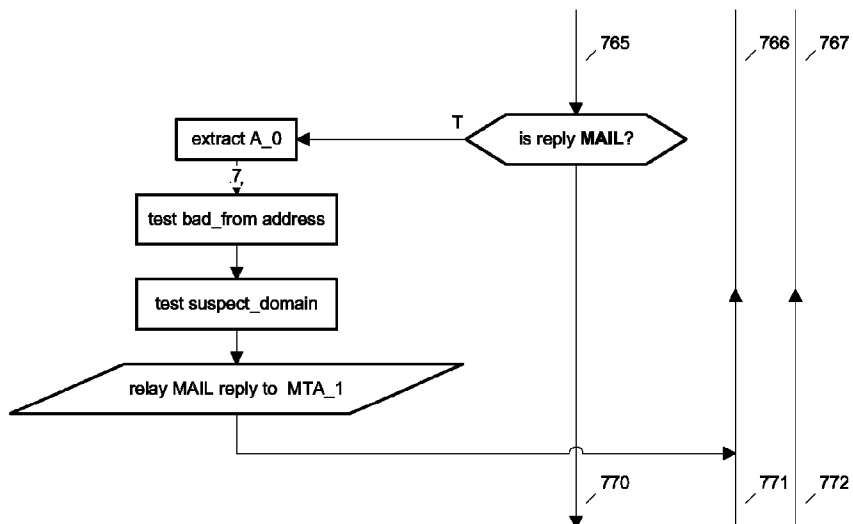 765
766
767
T
extract A_0
is reply MAIL?
7,
test bad_from address
test suspect_domain
relay MAIL reply to MTA_1
770
771
772